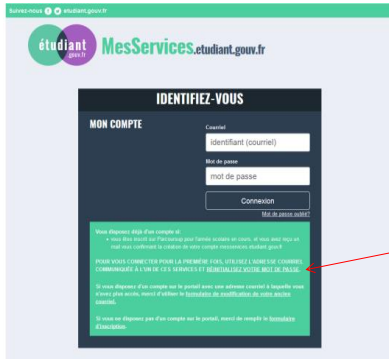 Suivez-nous etudiant.gouv.fr
étudiant
gouv.fr
MesServices.etudiant.gouv.fr
IDENTIFIEZ-VOUS
MON COMPTE
Courriel
identifiant (courriel)
Mot de passe
mot de passe
Connexion
Mot de passe oublié?
Vous disposez déjà d'un compte si:
vous êtes inscrit sur Parcoursup pour l'année scolaire en cours, et vous avez reçu un
mail vous confirmant la création de votre compte messervices.etudiant.gouv.fr
POUR VOUS CONNECTER POUR LA PREMIÈRE FOIS, UTILISEZ L'ADRESSE COURRIEL
COMMUNIQUÉE À L'UN DE CES SERVICES ET RÉINITIALISEZ VOTRE MOT DE PASSE.
Si vous disposez d'un compte sur le portail avec une adresse courriel à laquelle vous
n'avez plus accès, merci d'utiliser le formulaire de modification de votre ancien
courriel.
Si vous ne disposez pas d'un compte sur le portail, merci de remplir le formulaire
d'inscription.